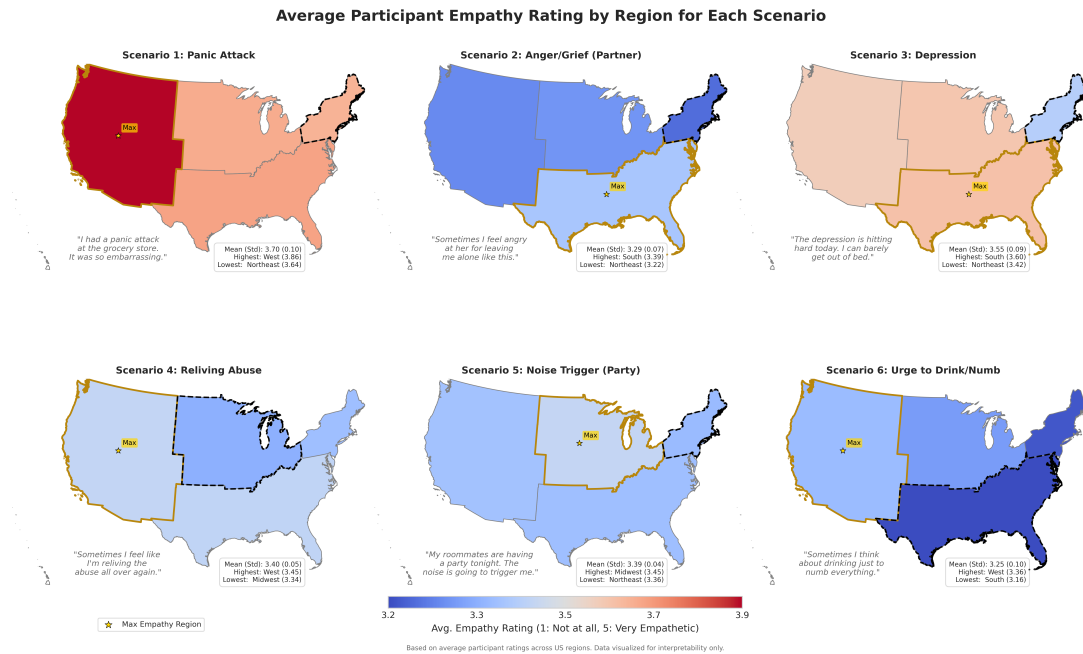 Average Participant Empathy Rating by Region for Each Scenario
Scenario 1: Panic Attack
Max
"I had a panic attack
at the grocery store.
It was so embarrassing."
Mean (Std): 3.70 (0.10)
Highest: West (3.86)
Lowest: Northeast (3.64)
Scenario 2: Anger/Grief (Partner)
Max
"Sometimes I feel angry
at her for leaving
me alone like this."
Mean (Std): 3.29 (0.07)
Highest: South (3.39)
Lowest: Northeast (3.22)
Scenario 3: Depression
Max
"The depression is hitting
hard today. I can barely
get out of bed."
Mean (Std): 3.55 (0.09)
Highest: South (3.60)
Lowest: Northeast (3.42)
Scenario 4: Reliving Abuse
Max
"Sometimes I feel like
I'm reliving the
abuse all over again."
Mean (Std): 3.40 (0.05)
Highest: West (3.45)
Lowest: Midwest (3.34)
Scenario 5: Noise Trigger (Party)
Max
"My roommates are having
a party tonight. The
noise is going to trigger me."
Mean (Std): 3.39 (0.04)
Highest: Midwest (3.45)
Lowest: Northeast (3.36)
Scenario 6: Urge to Drink/Numb
Max
"Sometimes I think
about drinking just to
numb everything."
Mean (Std): 3.25 (0.10)
Highest: West (3.36)
Lowest: South (3.16)
Max Empathy Region
3.2 3.3 3.5 3.7 3.9
Avg. Empathy Rating (1: Not at all, 5: Very Empathetic)
Based on average participant ratings across US regions. Data visualized for interpretability only.